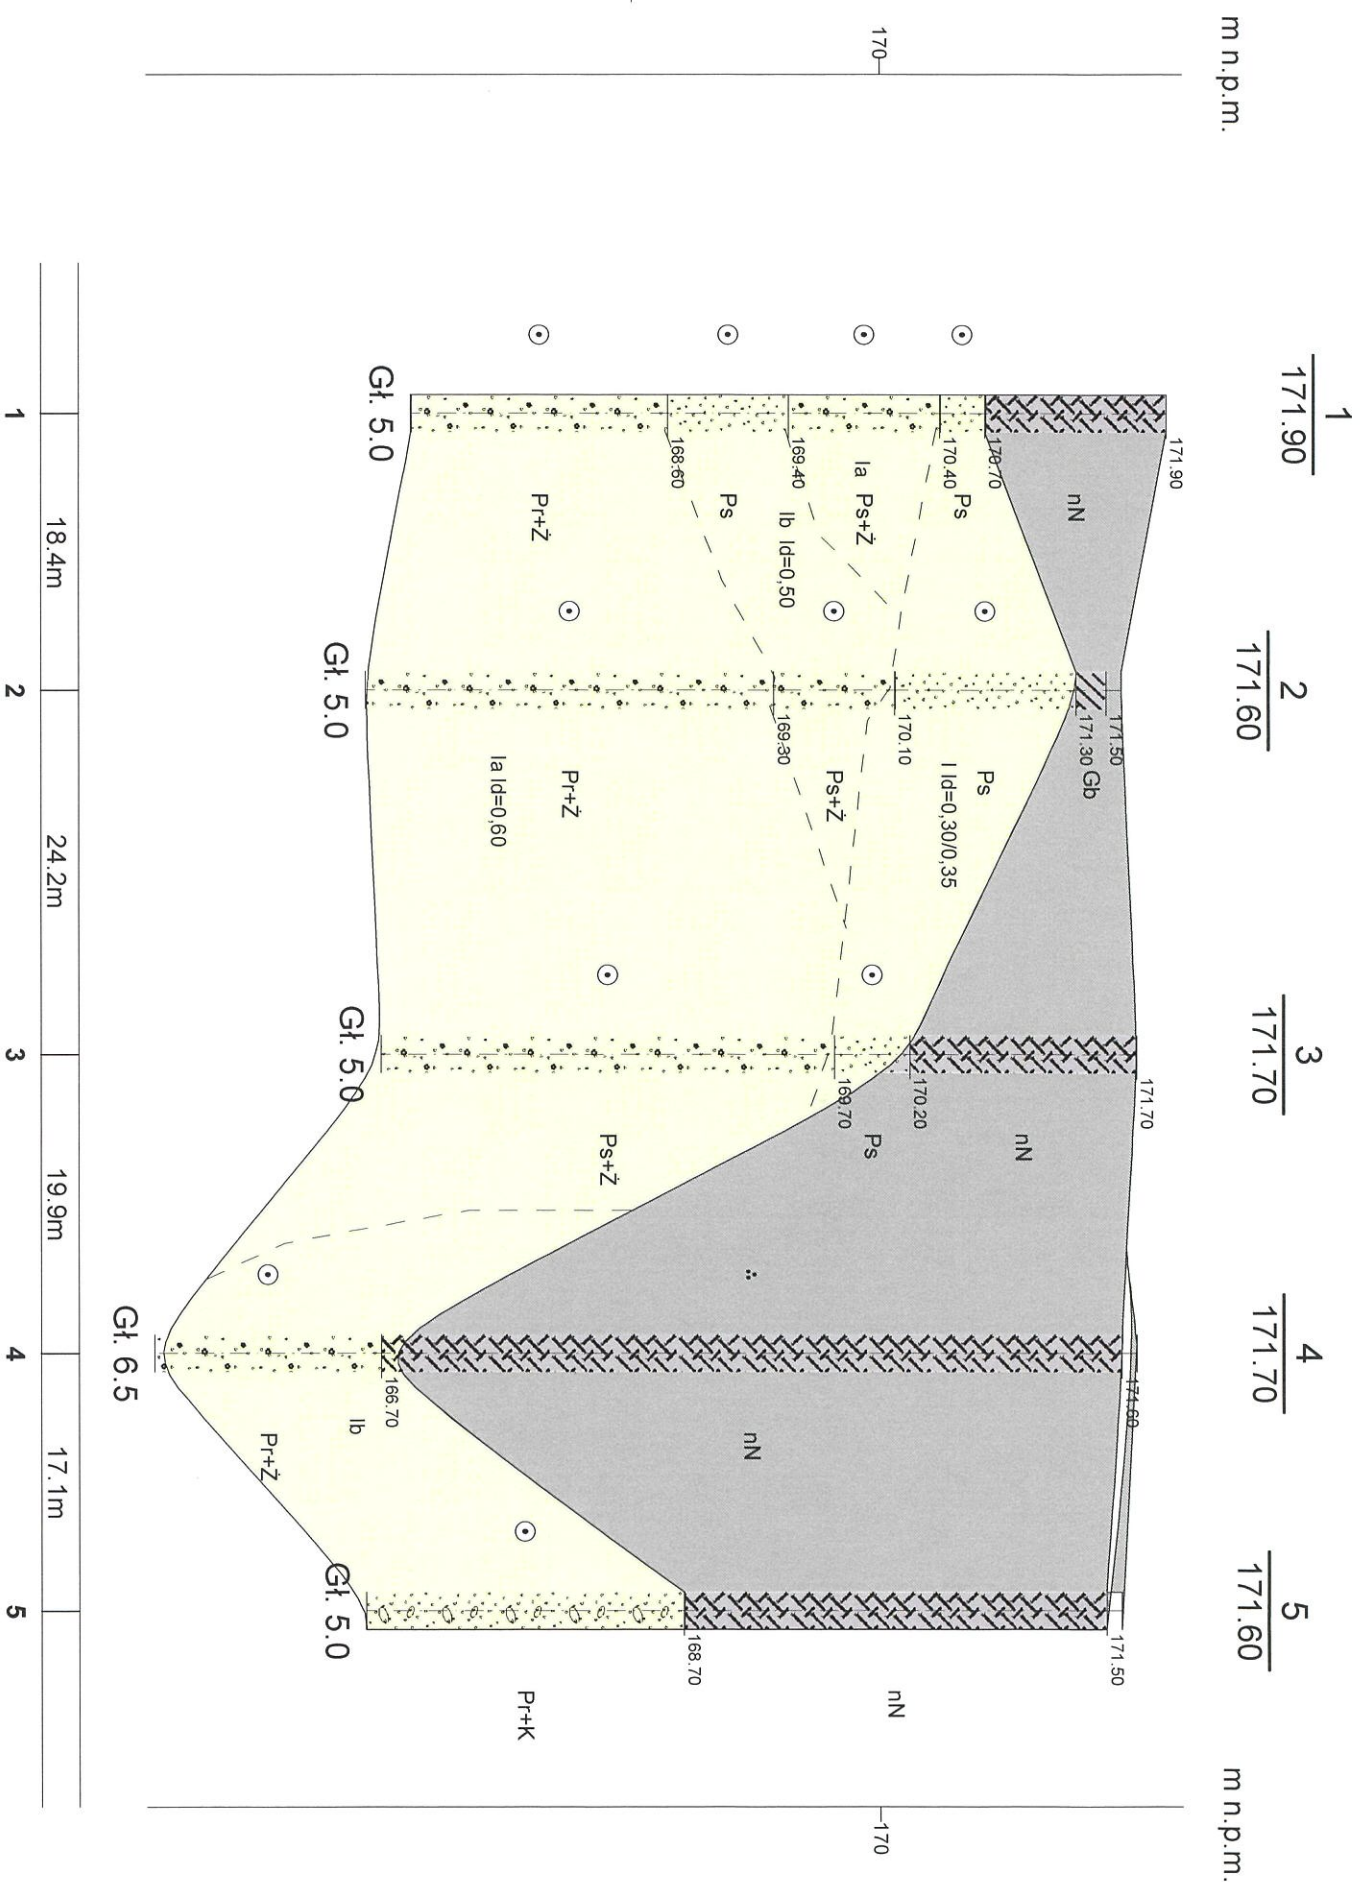 m n.p.m.
170
1
171.90
2
171.60
3
171.70
4
171.70
5
171.60
m n.p.m.
170
171.90
nN
170.70
Ps
170.40
Ia Ps+Ż
169.40
Ib Id=0,50
Ps
168.60
Pr+Ż
Gł. 5.0
171.50
Gb
171.30
Ps
I Id=0,30/0,35
170.10
Ps+Ż
169.30
Pr+Ż
Ia Id=0,60
Gł. 5.0
171.70
nN
170.20
Ps
169.70
Ps+Ż
Gł. 5.0
171.60
nN
166.70
Ib
Pr+Ż
Gł. 6.5
171.50
nN
168.70
Pr+K
Gł. 5.0
18.4m
24.2m
19.9m
17.1m
1
2
3
4
5